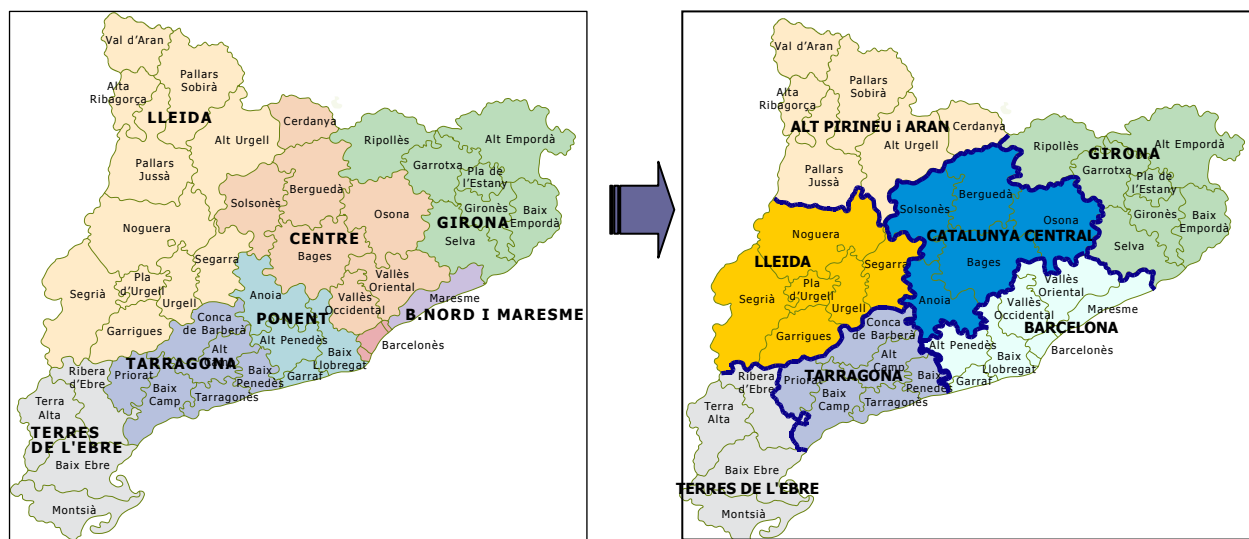 Val d'Aran
Pallars
Sobirà
Alta
Ribagorça
LLEIDA
Cerdanya
Alt Urgell
Ripollès
Alt Empordà
Garrotxa
Pla de
l'Estany
Pallars
Jussà
Berguedà
Solsonès
Osona
Gironès
Baix
Empordà
GIRONA
Noguera
CENTRE
Bages
Selva
Segarra
Vallès
Oriental
Pla
d'Urgell
Segrià
Urgell
Anoia
Vallès
Occidental
Maresme
B.NORD I MARESME
Conca
de Barberà
PONENT
Garrigues
Alt Penedès
Barcelonès
Alt
TARRAGONA
Baix
Llobregat
Ribera
d'Ebre
Priorat
Baix
Penedès
Garraf
Baix
Camp
Tarragonès
Terra
Alta
TERRES
DE L'EBRE
Baix Ebre
Montsià
Val d'Aran
Pallars
Sobirà
Alta
Ribagorça
ALT PIRINEU i ARAN
Cerdanya
Alt Urgell
Ripollès
Alt Empordà
GIRONA
Garrotxa
Pla de
l'Estany
Pallars
Jussà
Berguedà
Solsonès
Osona
Gironès
Baix
Empordà
Noguera
CATALUNYA CENTRAL
Selva
LLEIDA
Segarra
Bages
Vallès
Oriental
Pla
d'Urgell
Segrià
Urgell
Anoia
Vallès
Occidental
Maresme
BARCELONA
Conca
de Barberà
Garrigues
Alt Penedès
Barcelonès
Alt
Camp
Baix
Llobregat
TARRAGONA
Ribera
d'Ebre
Priorat
Baix
Penedès
Garraf
Baix
Camp
Tarragonès
Terra
Alta
Baix Ebre
TERRES DE L'EBRE
Montsià